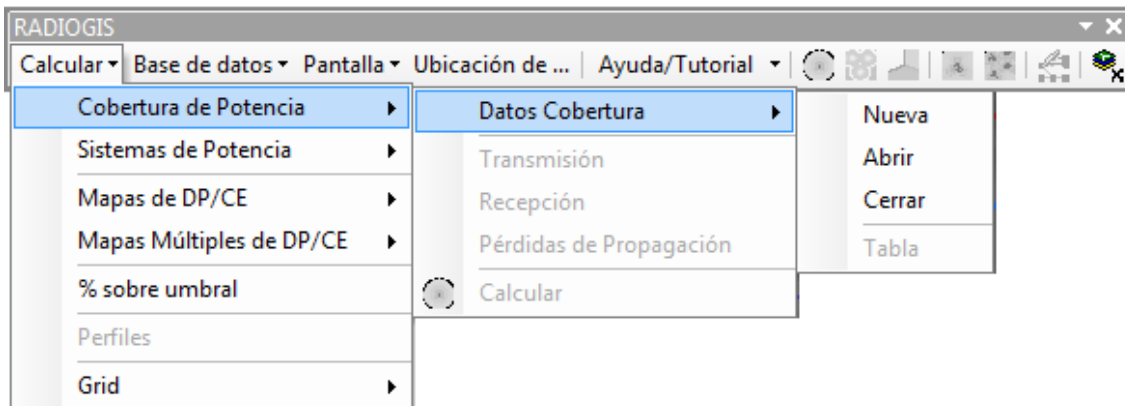 RADIOGIS
Calcular Base de datos Pantalla Ubicación de ... Ayuda/Tutorial
Cobertura de Potencia
Sistemas de Potencia
Mapas de DP/CE
Mapas Múltiples de DP/CE
% sobre umbral
Perfiles
Grid
Datos Cobertura
Transmisión
Recepción
Pérdidas de Propagación
Calcular
Nueva
Abrir
Cerrar
Tabla